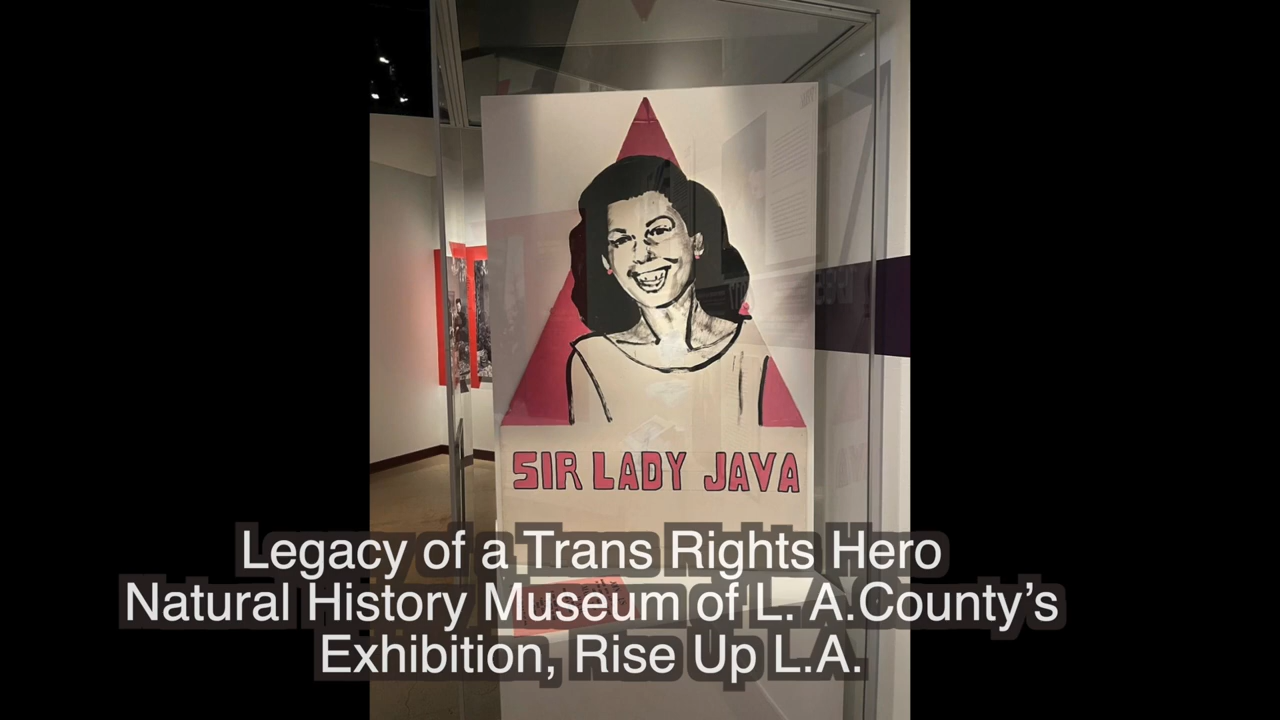 SIR LADY JAVA
Legacy of a Trans Rights Hero
Natural History Museum of L. A.County’s
Exhibition, Rise Up L.A.